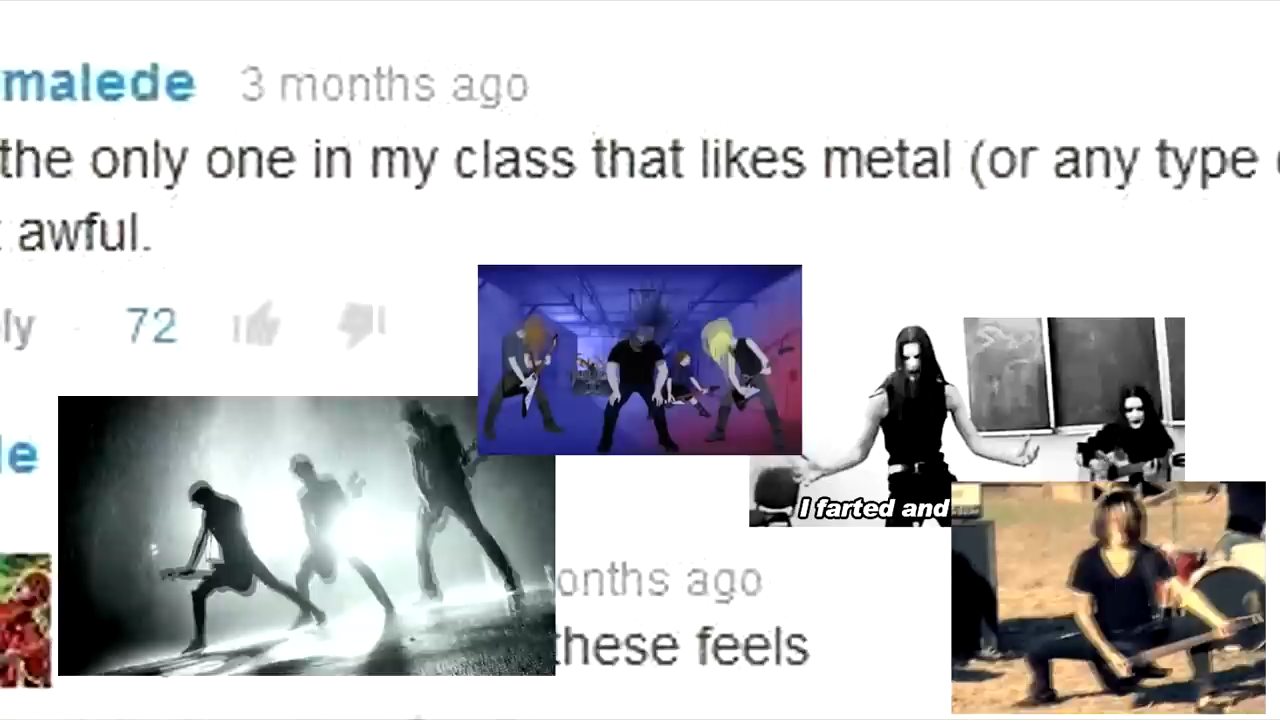 malede 3 months ago
the only one in my class that likes metal (or any type
awful.
ly · 72
le
I farted and
onths ago
these feels